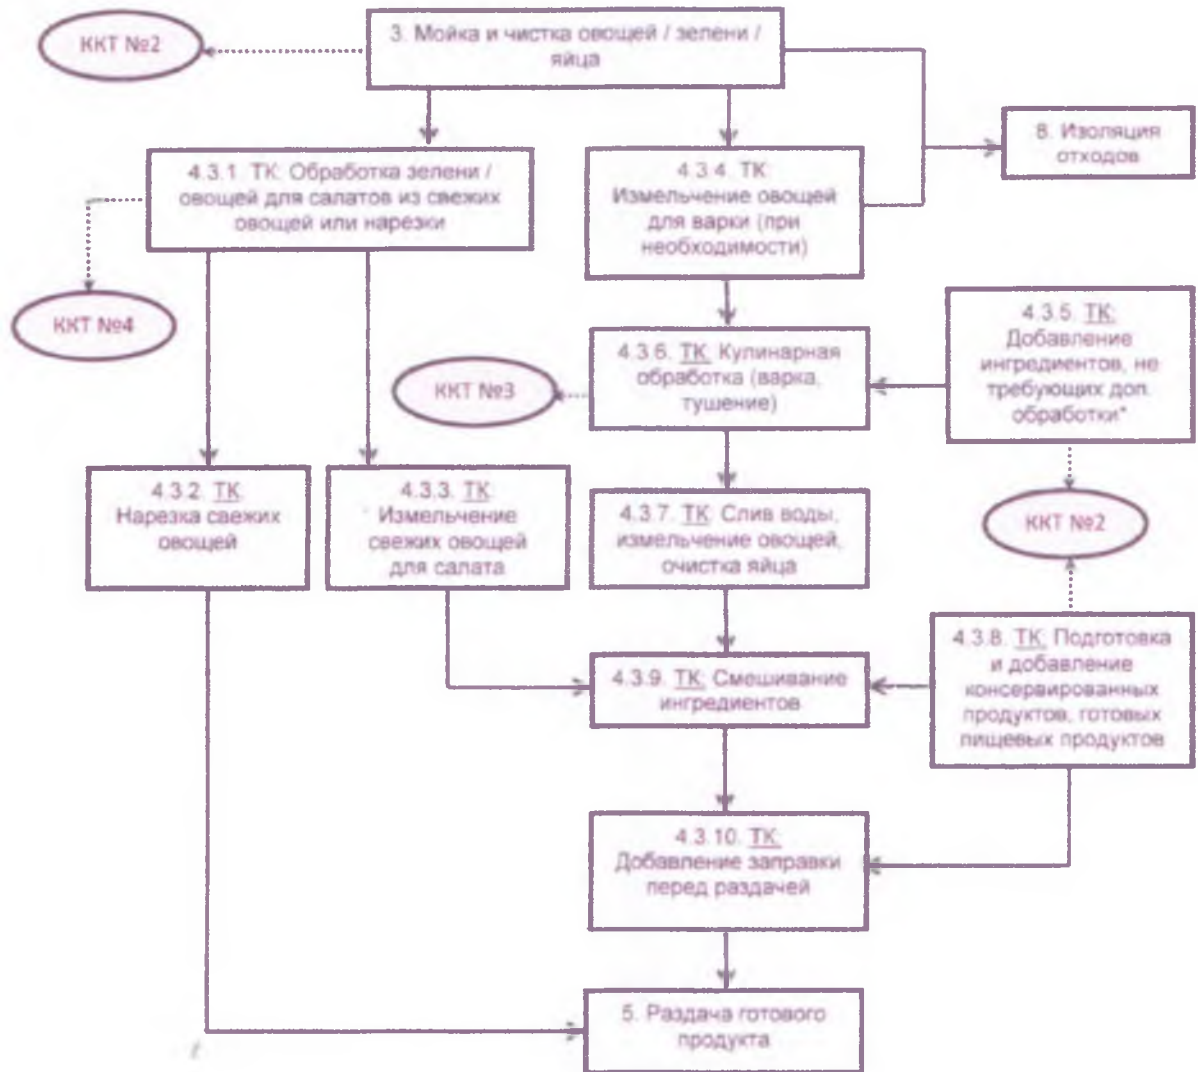 ККТ №2
3. Мойка и чистка овощей / зелени /
яйца
8. Изоляция
отходов
4.3.1. ТК: Обработка зелени /
овощей для салатов из свежих
овощей или нарезки
4.3.4. ТК:
Измельчение овощей
для варки (при
необходимости)
ККТ №4
4.3.5. ТК:
Добавление
ингредиентов, не
требующих доп.
обработки*
4.3.6. ТК: Кулинарная
обработка (варка,
тушение)
ККТ №3
4.3.2. ТК:
Нарезка свежих
овощей
4.3.3. ТК:
Измельчение
свежих овощей
для салата
4.3.7. ТК: Слив воды,
измельчение овощей,
очистка яйца
ККТ №2
4.3.8. ТК: Подготовка
и добавление
консервированных
продуктов, готовых
пищевых продуктов
4.3.9. ТК: Смешивание
ингредиентов
4.3.10. ТК:
Добавление заправки
перед раздачей
5. Раздача готового
продукта